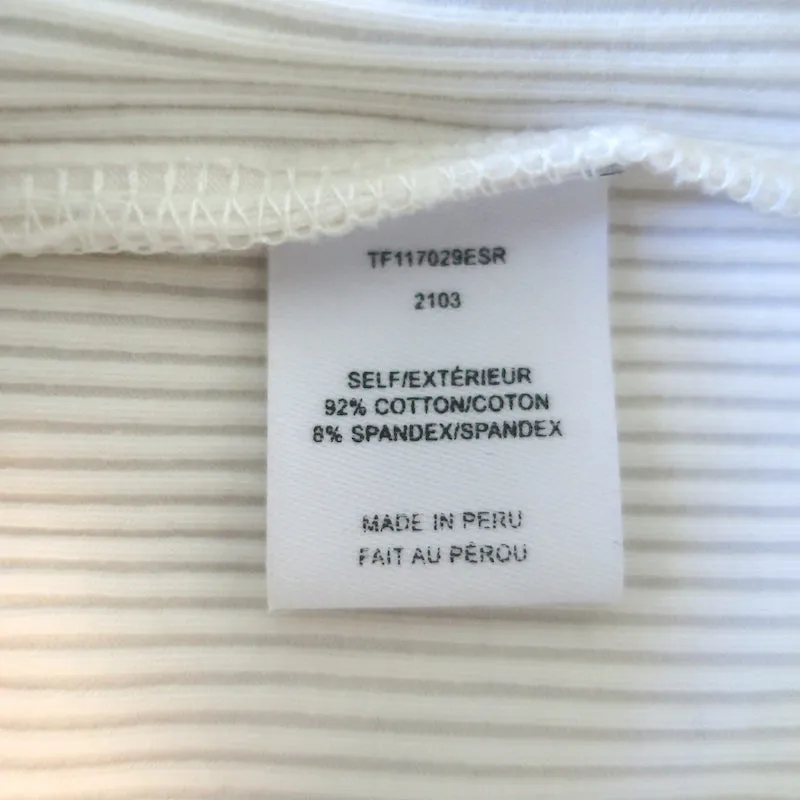 TF117029ESR
2103
SELF/EXTÉRIEUR
92% COTTON/COTON
8% SPANDEX/SPANDEX
MADE IN PERU
FAIT AU PÉROU